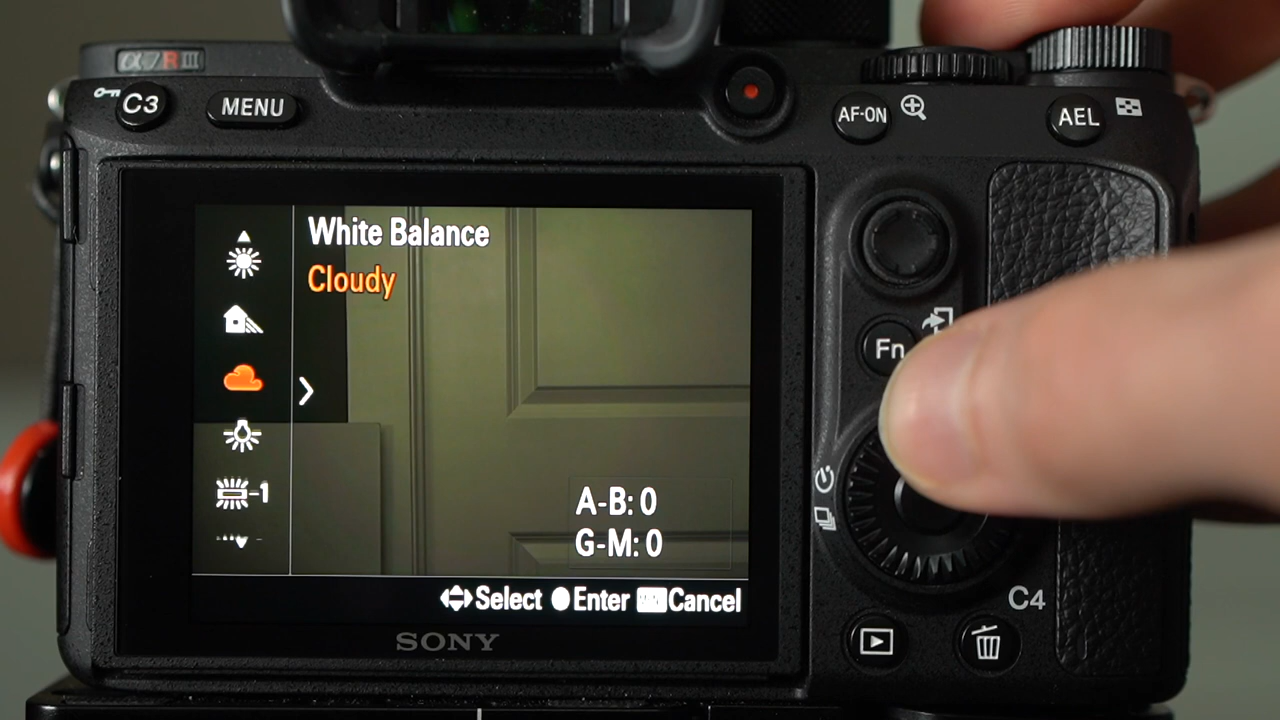 α7RIII
C3
MENU
AF-ON
AEL
White Balance
Cloudy
Fn
-1
A-B: 0
G-M: 0
Select Enter Cancel
C4
SONY